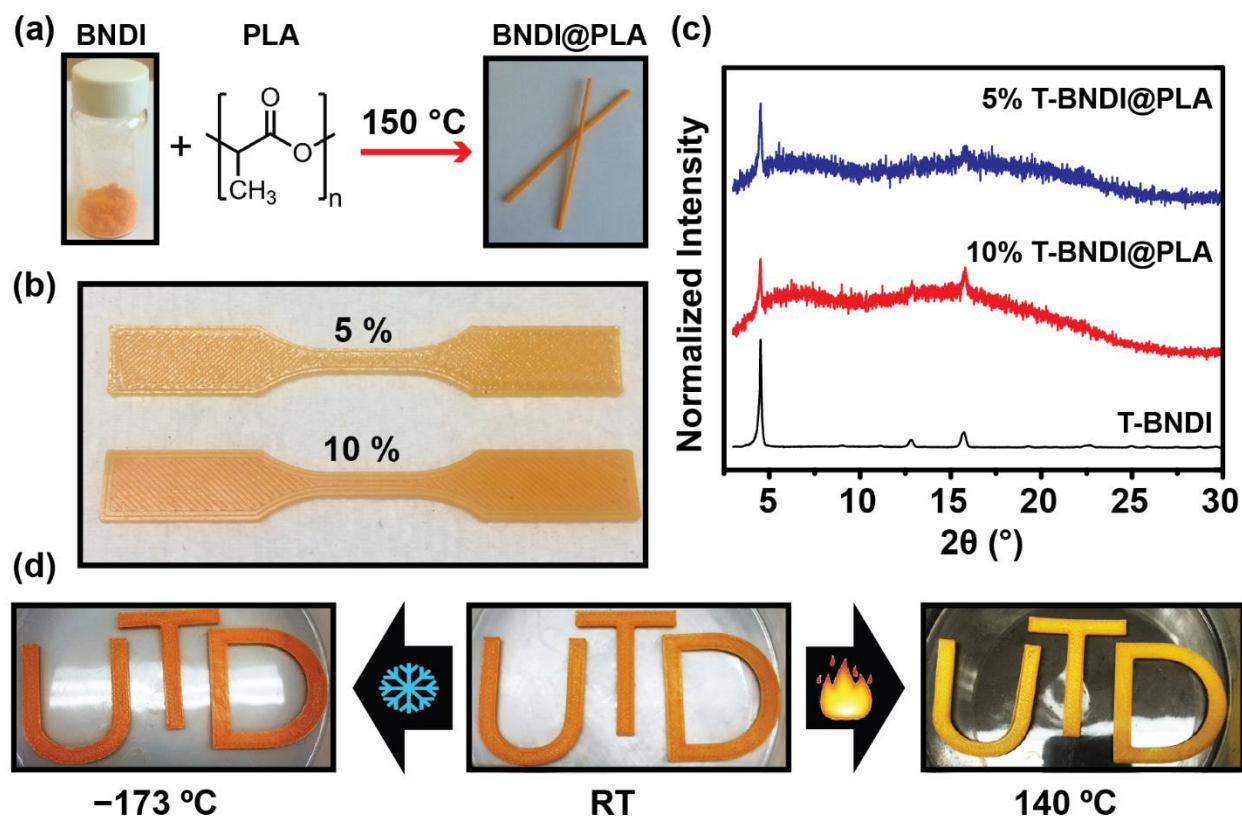 (a)
BNDI
PLA
BNDI@PLA
+
O
O
CH3
n
150 °C
(b)
5 %
10 %
(c)
5% T-BNDI@PLA
10% T-BNDI@PLA
T-BNDI
Normalized Intensity
5 10 15 20 25 30
2θ (°)
(d)
UTD
UTD
UTD
−173 ºC
RT
140 ºC